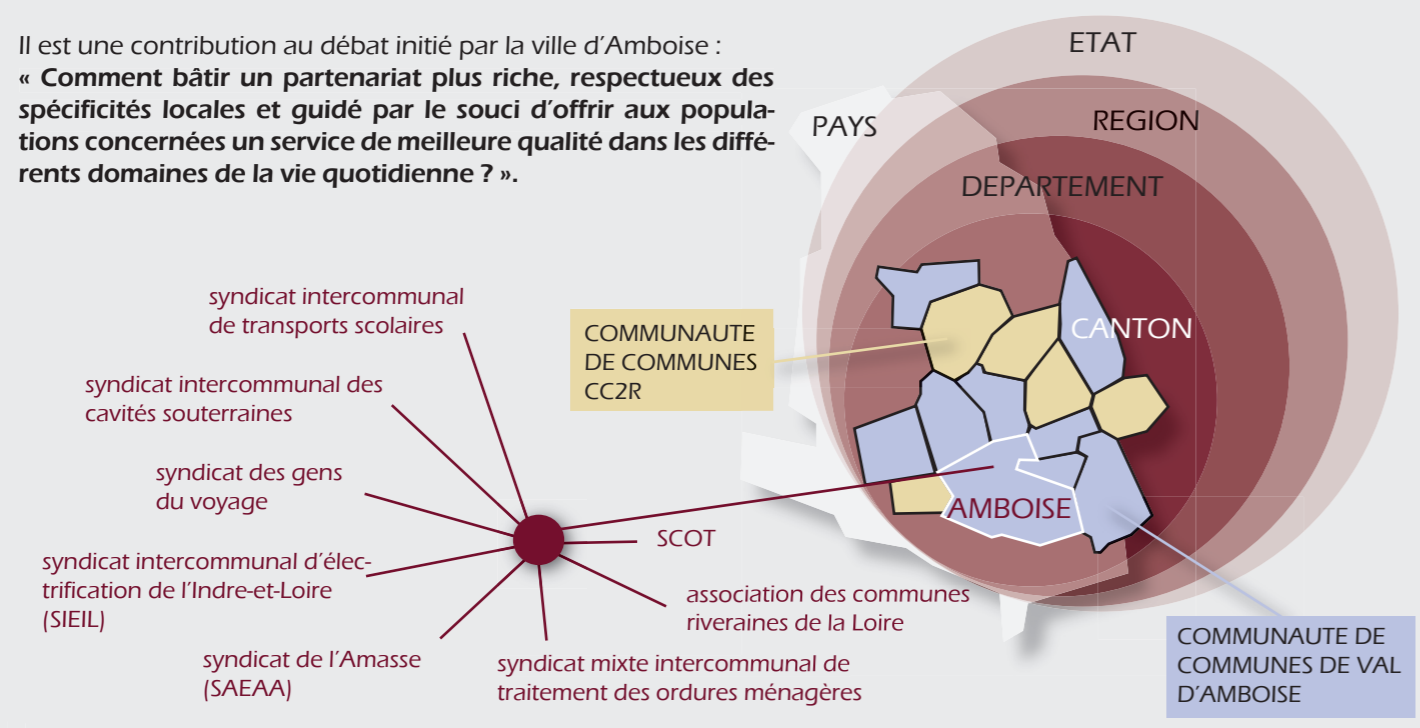 Il est une contribution au débat initié par la ville d'Amboise :
« Comment bâtir un partenariat plus riche, respectueux des
spécificités locales et guidé par le souci d'offrir aux popula-
tions concernées un service de meilleure qualité dans les diffé-
rents domaines de la vie quotidienne ? ».
ETAT
REGION
PAYS
DEPARTEMENT
CANTON
AMBOISE
COMMUNAUTE
DE COMMUNES
CC2R
syndicat intercommunal
de transports scolaires
syndicat intercommunal des
cavités souterraines
syndicat des gens
du voyage
syndicat intercommunal d'élec-
trification de l'Indre-et-Loire
(SIEIL)
syndicat de l'Amasse
(SAEAA)
syndicat mixte intercommunal de
traitement des ordures ménagères
association des communes
riveraines de la Loire
SCOT
COMMUNAUTE DE
COMMUNES DE VAL
D'AMBOISE